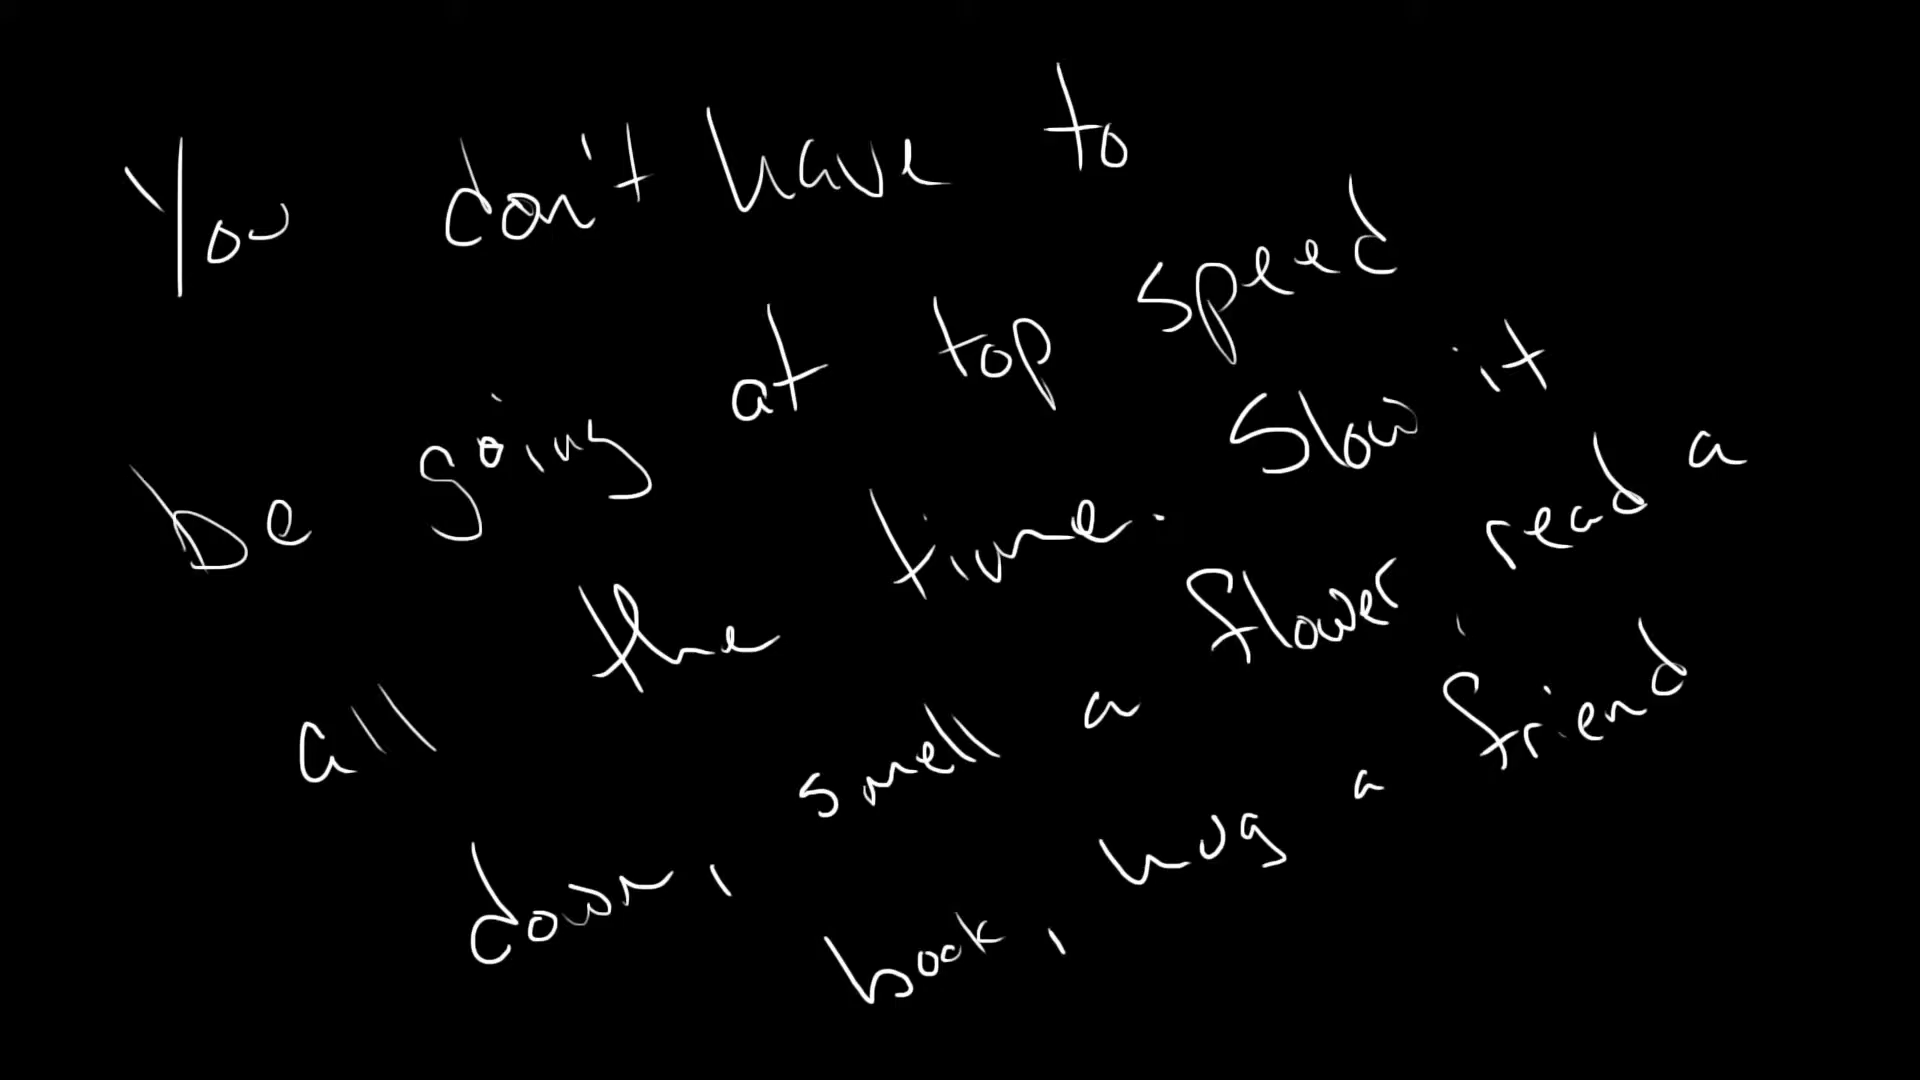 You don't have to
be going at top speed
all the time. Slow it
down, smell a flower, read a
book, hug a friend